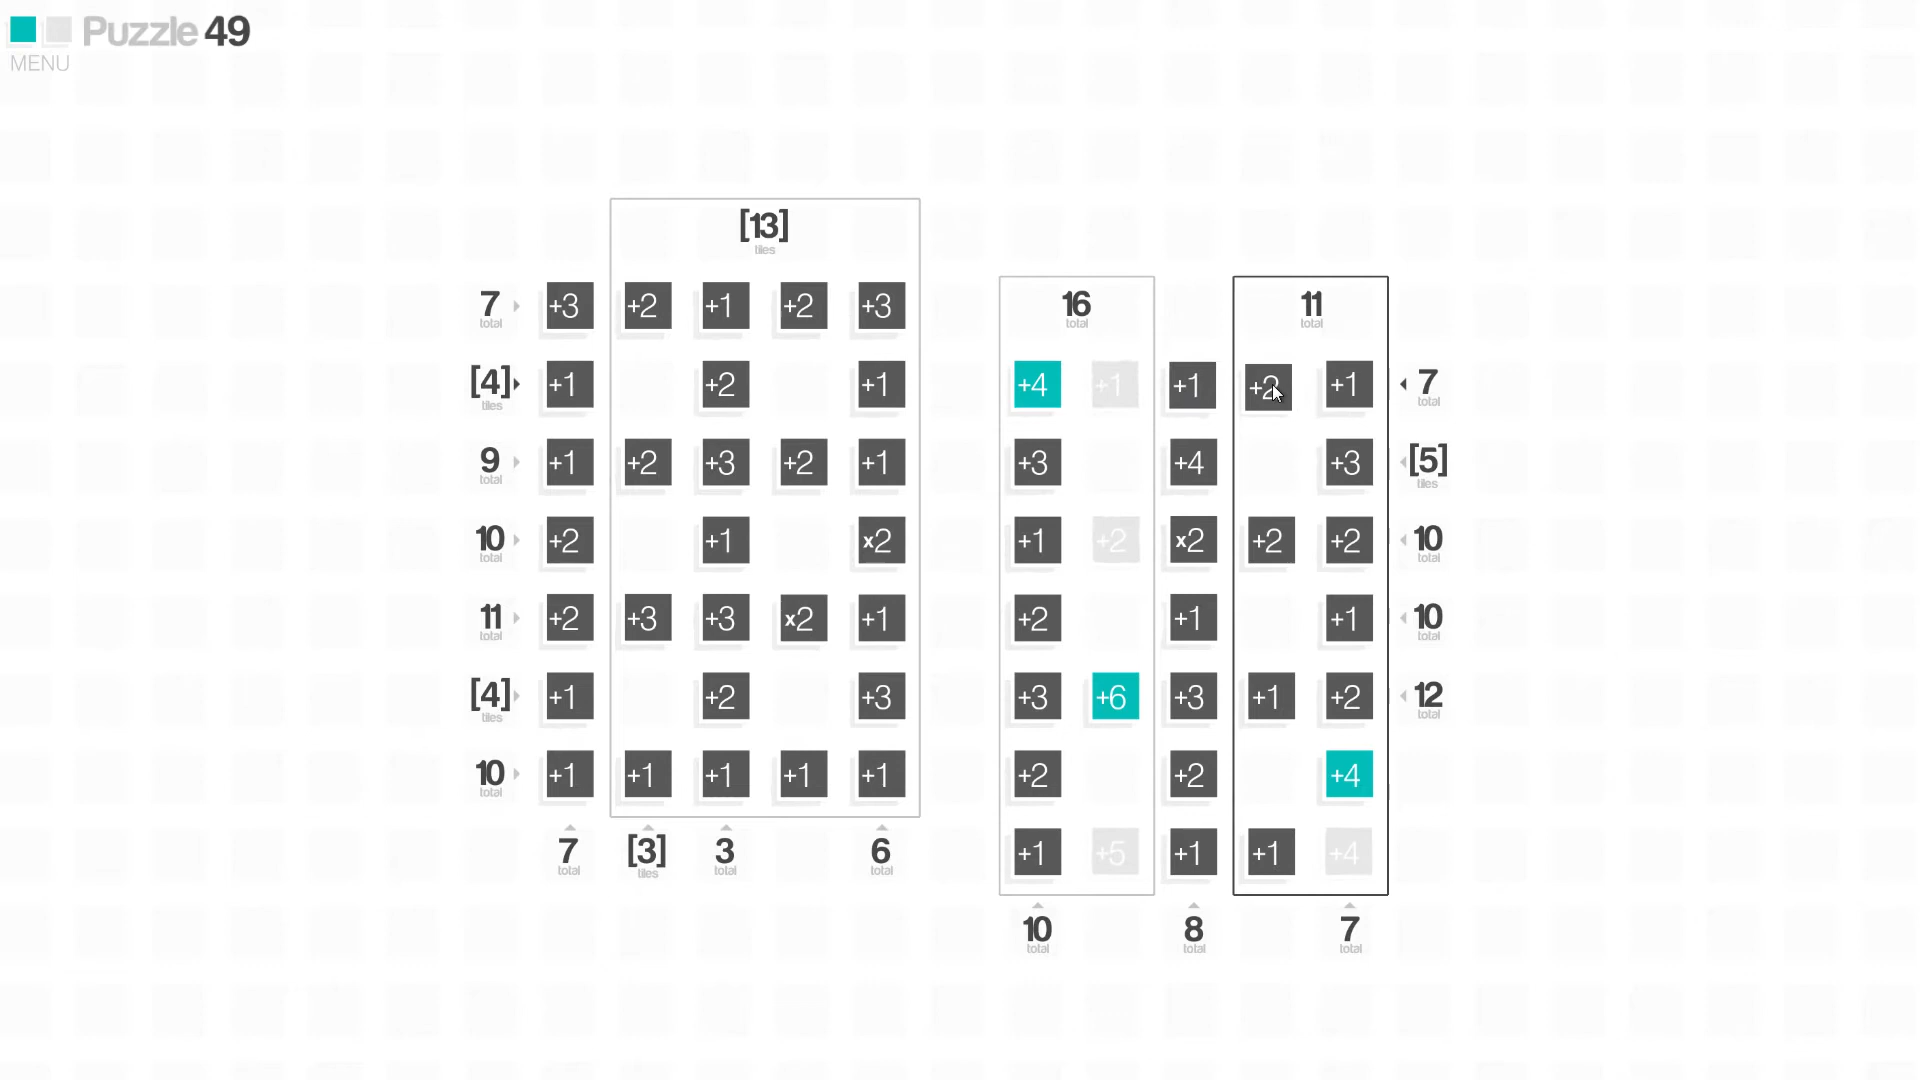 Puzzle 49
MENU
[13]
tiles
16
total
11
total
7
total
+3 +2 +1 +2 +3
[4]
tiles
+1 +2 +1 +4 +1 +1 +2 +1
7
total
9
total
+1 +2 +3 +2 +1 +3 +4 +3
[5]
tiles
10
total
+2 +1 x2 +1 +2 x2 +2 +2
10
total
11
total
+2 +3 +3 x2 +1 +2 +1 +1
10
total
[4]
tiles
+1 +2 +3 +3 +6 +3 +1 +2
12
total
10
total
+1 +1 +1 +1 +1 +2 +2 +4
7
total
[3]
tiles
3
total
6
total
+1 +5 +1 +1 +4
10
total
8
total
7
total